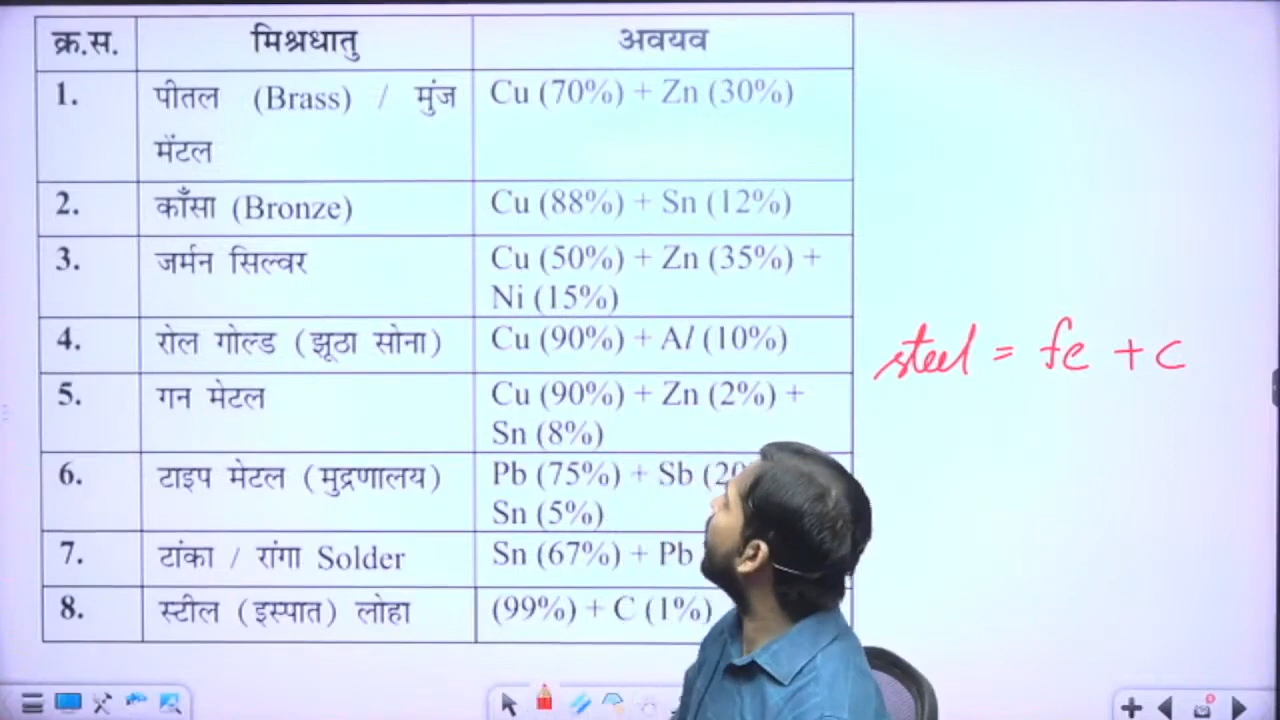 क्र.स. मिश्रधातु अवयव
1. पीतल (Brass) / मुंज Cu (70%) + Zn (30%)
मेंटल
2. काँसा (Bronze) Cu (88%) + Sn (12%)
3. जर्मन सिल्वर Cu (50%) + Zn (35%) +
Ni (15%)
4. रोल गोल्ड (झूठा सोना) Cu (90%) + Al (10%)
steel = fe + c
5. गन मेटल Cu (90%) + Zn (2%) +
Sn (8%)
6. टाइप मेटल (मुद्रणालय) Pb (75%) + Sb
Sn (5%)
7. टांका / रांगा Solder Sn (67%) + Pb
8. स्टील (इस्पात) लोहा (99%) + C (1%)